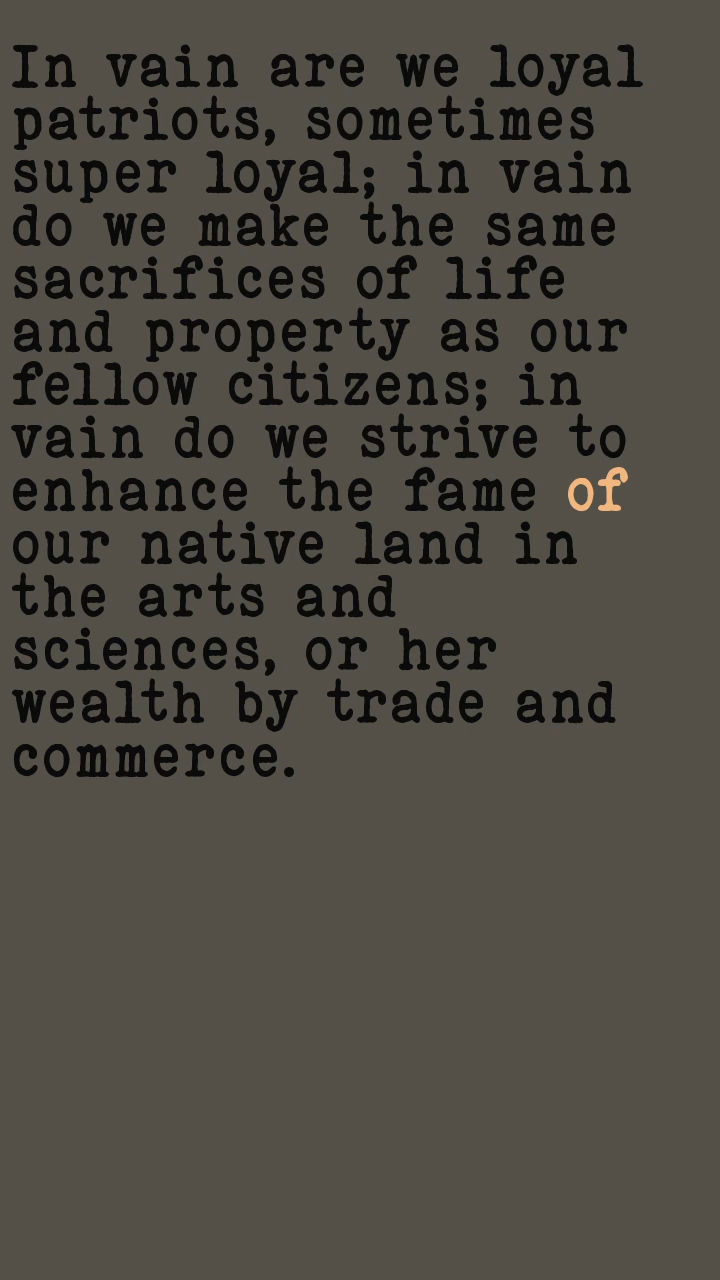 In vain are we loyal
patriots, sometimes
super loyal; in vain
do we make the same
sacrifices of life
and property as our
fellow citizens; in
vain do we strive to
enhance the fame of
our native land in
the arts and
sciences, or her
wealth by trade and
commerce.